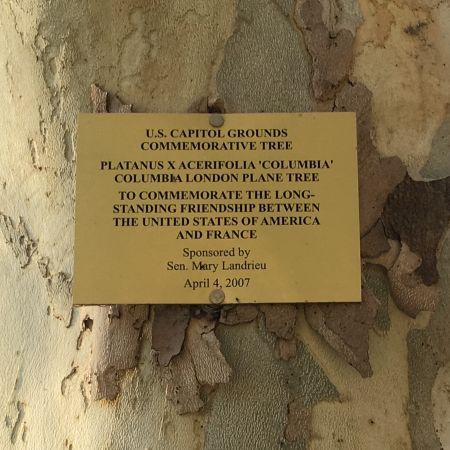 U.S. CAPITOL GROUNDS
COMMEMORATIVE TREE
PLATANUS X ACERIFOLIA 'COLUMBIA'
COLUMBIA LONDON PLANE TREE
TO COMMEMORATE THE LONG-
STANDING FRIENDSHIP BETWEEN
THE UNITED STATES OF AMERICA
AND FRANCE
Sponsored by
Sen. Mary Landrieu
April 4, 2007